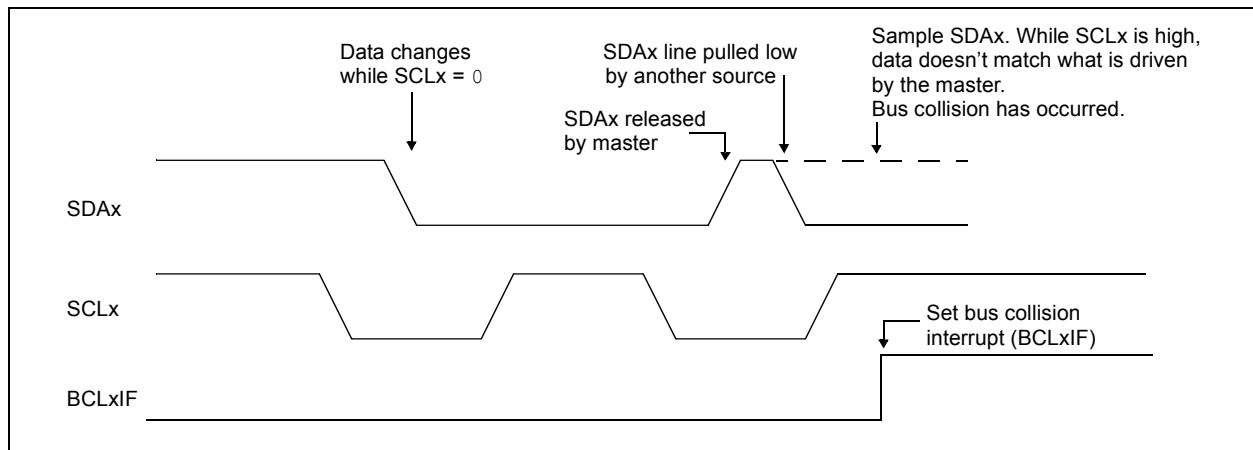 Data changes
while SCLx = 0
SDAx line pulled low
by another source
Sample SDAx. While SCLx is high,
data doesn't match what is driven
by the master.
Bus collision has occurred.
SDAx released
by master
SDAx
SCLx
Set bus collision
interrupt (BCLxIF)
BCLxIF